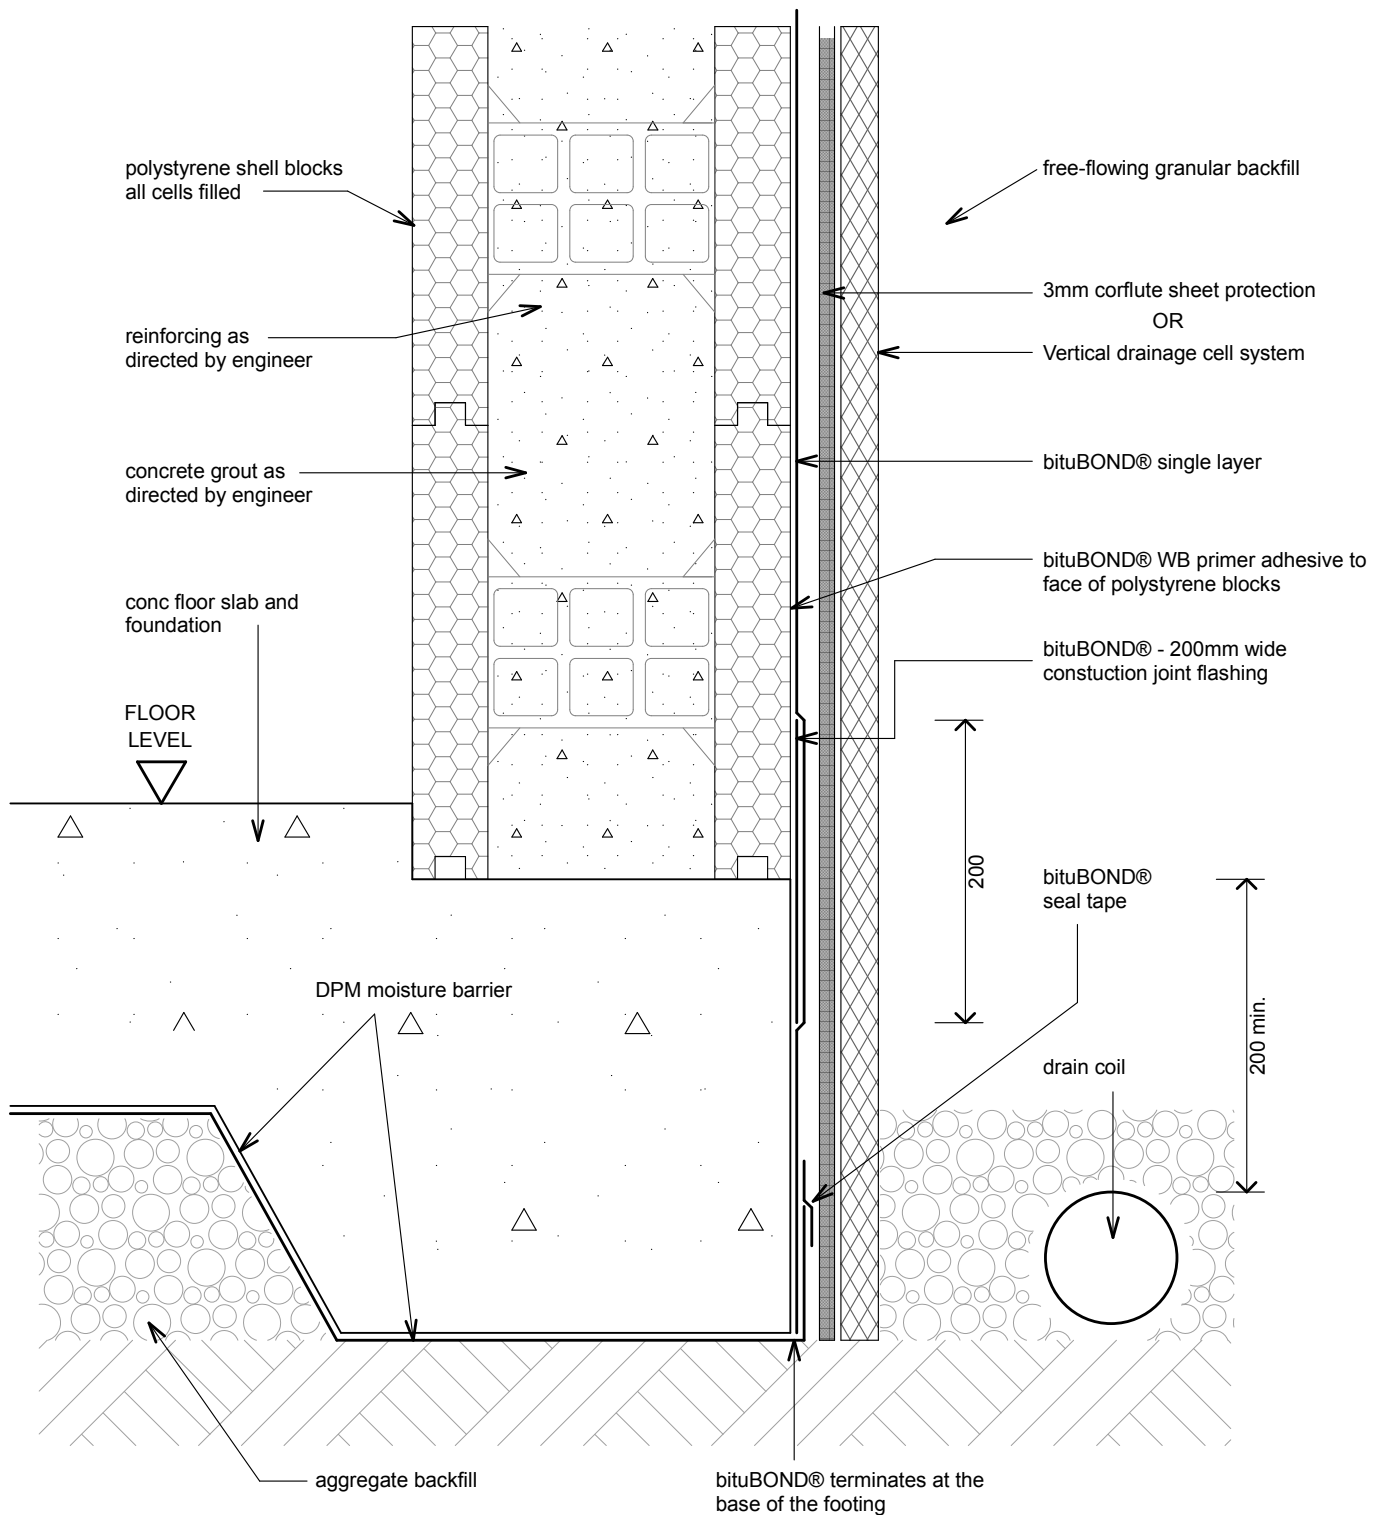 polystyrene shell blocks
all cells filled
reinforcing as
directed by engineer
concrete grout as
directed by engineer
conc floor slab and
foundation
FLOOR
LEVEL
DPM moisture barrier
aggregate backfill
free-flowing granular backfill
3mm corflute sheet protection
OR
Vertical drainage cell system
bituBOND® single layer
bituBOND® WB primer adhesive to
face of polystyrene blocks
bituBOND® - 200mm wide
constuction joint flashing
200
bituBOND®
seal tape
200 min.
drain coil
bituBOND® terminates at the
base of the footing